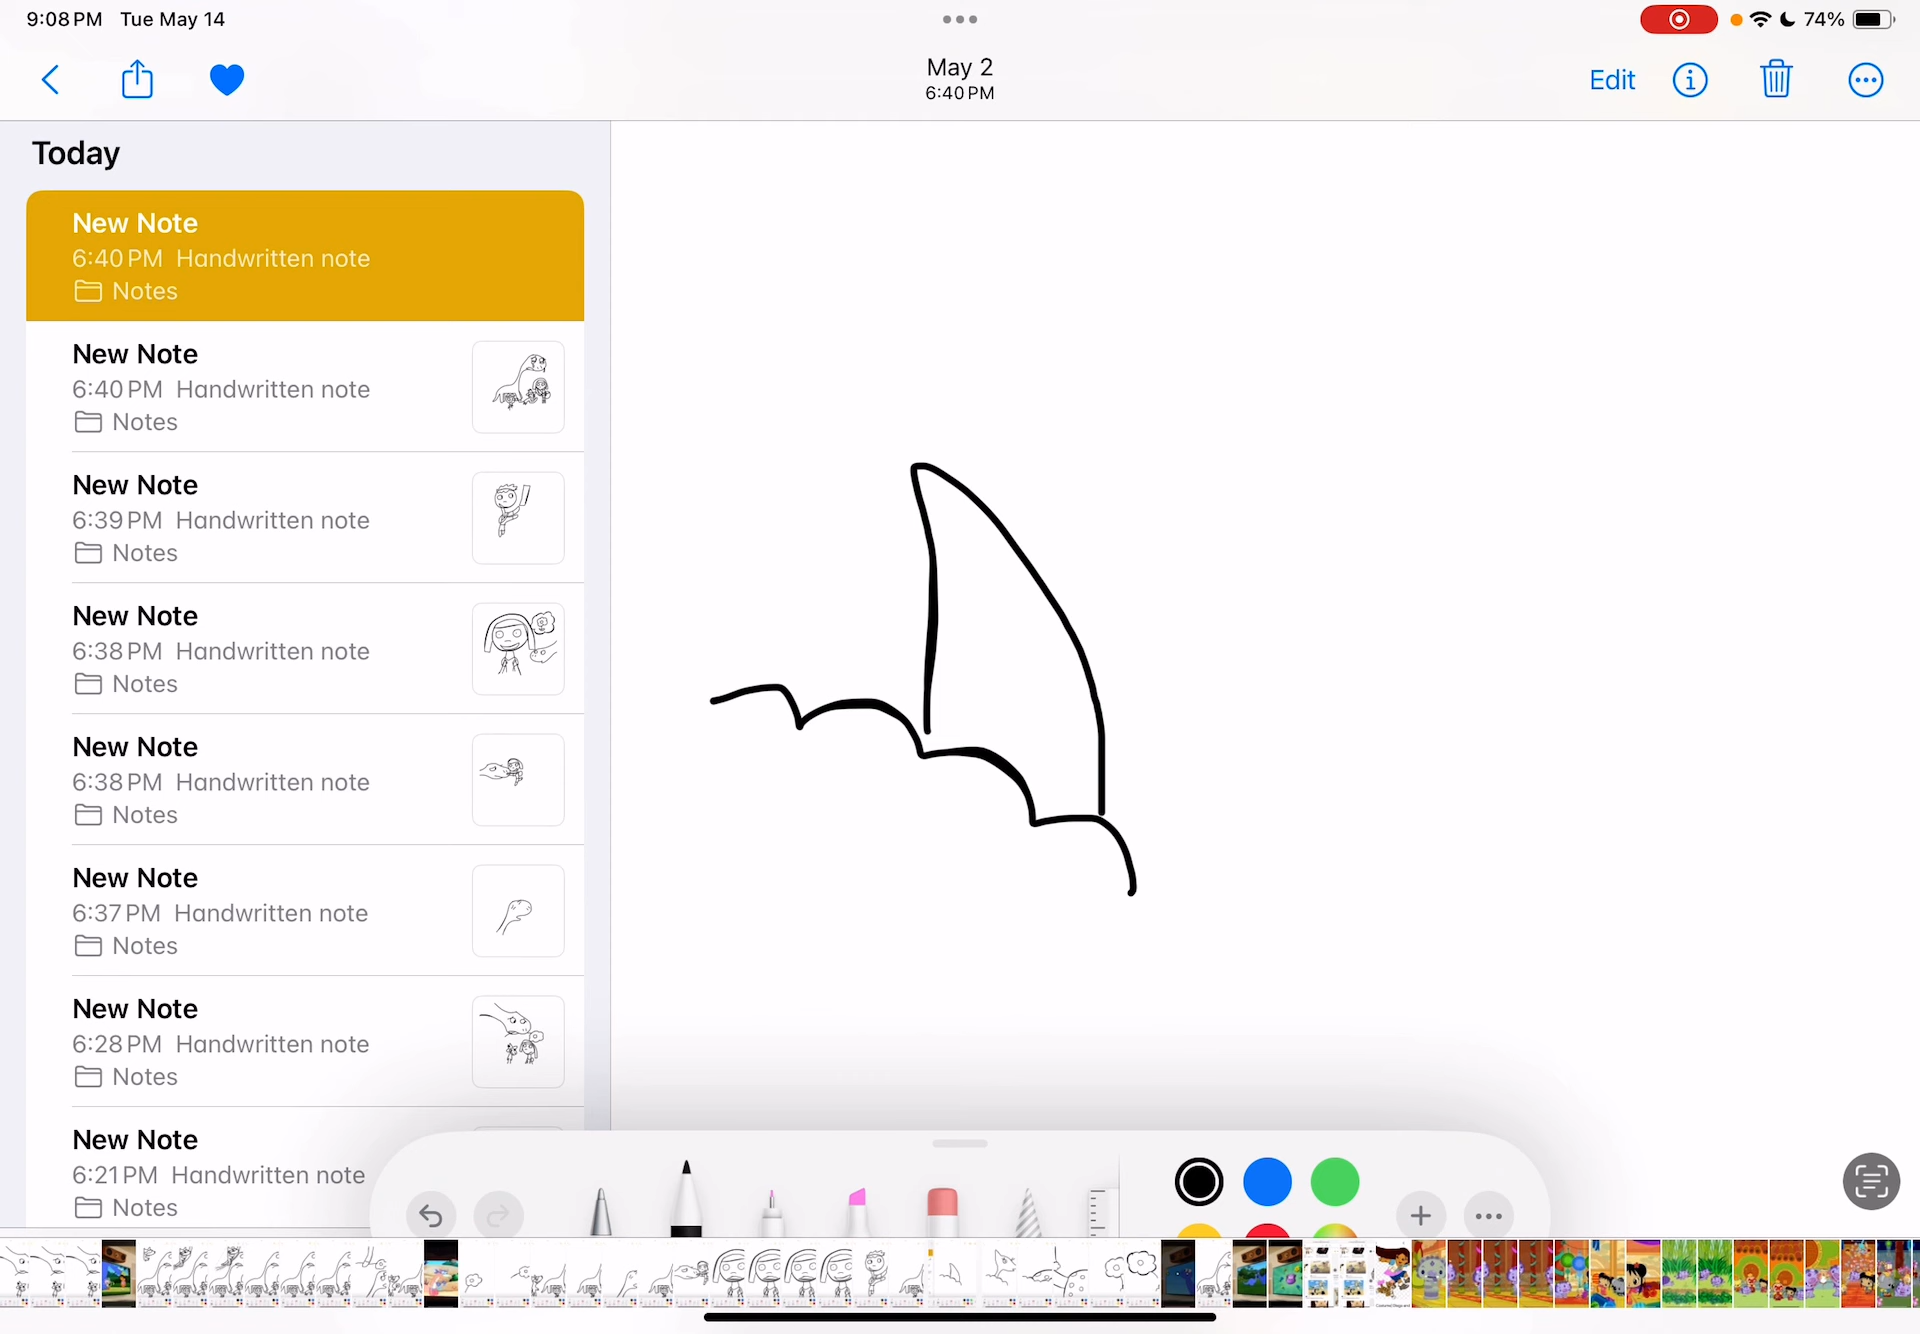 9:08 PM Tue May 14
74%
May 2
6:40 PM
Edit
Today
New Note
6:40 PM Handwritten note
Notes
New Note
6:40 PM Handwritten note
Notes
New Note
6:39 PM Handwritten note
Notes
New Note
6:38 PM Handwritten note
Notes
New Note
6:38 PM Handwritten note
Notes
New Note
6:37 PM Handwritten note
Notes
New Note
6:28 PM Handwritten note
Notes
New Note
6:21 PM Handwritten note
Notes